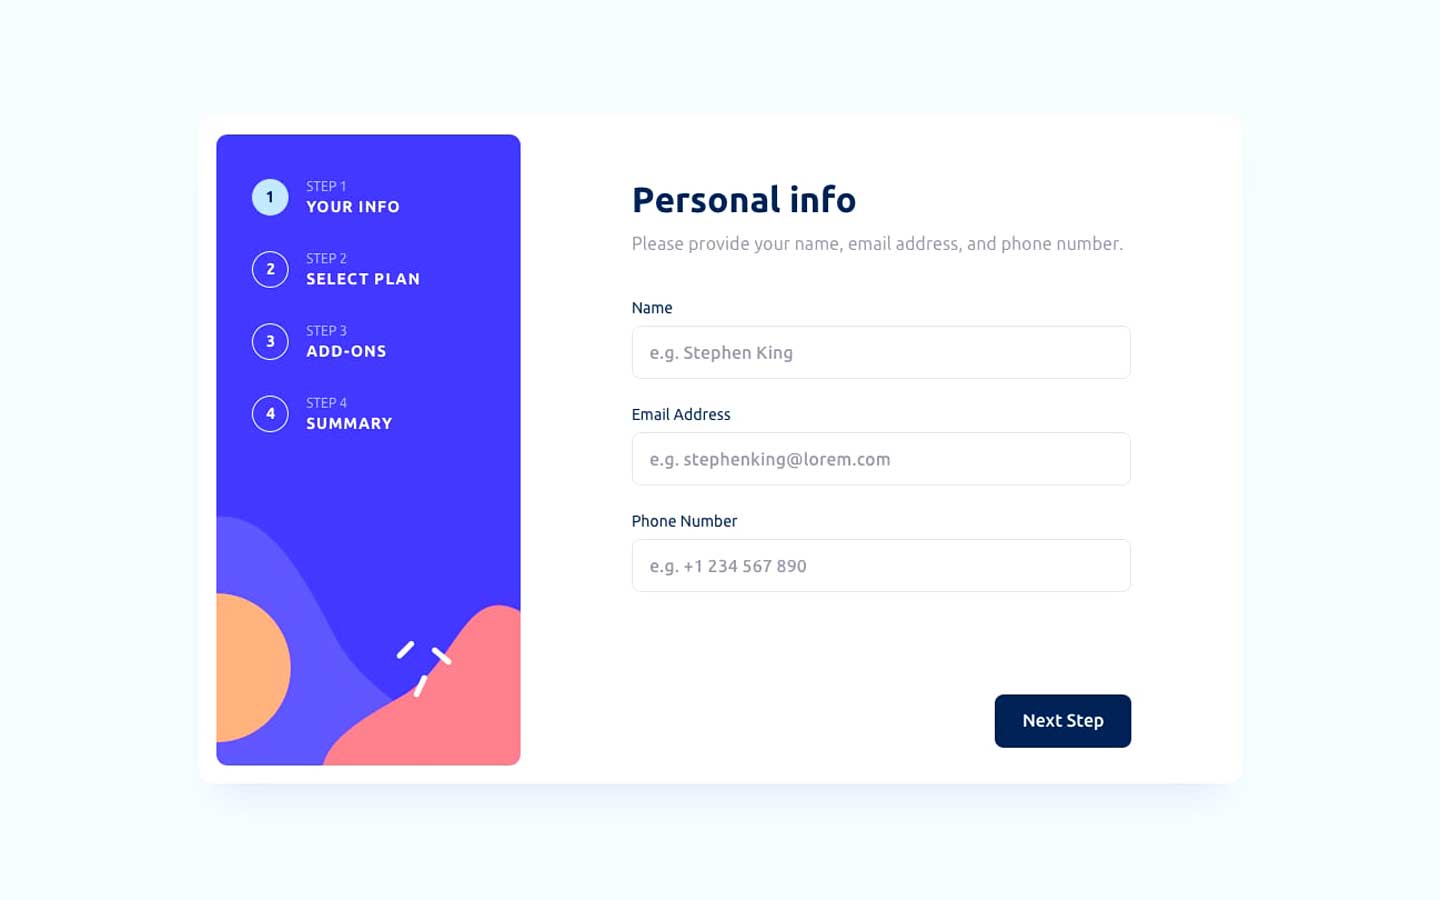 1
STEP 1
YOUR INFO
2
STEP 2
SELECT PLAN
3
STEP 3
ADD-ONS
4
STEP 4
SUMMARY
Personal info
Please provide your name, email address, and phone number.
Name
e.g. Stephen King
Email Address
e.g. stephenking@lorem.com
Phone Number
e.g. +1 234 567 890
Next Step